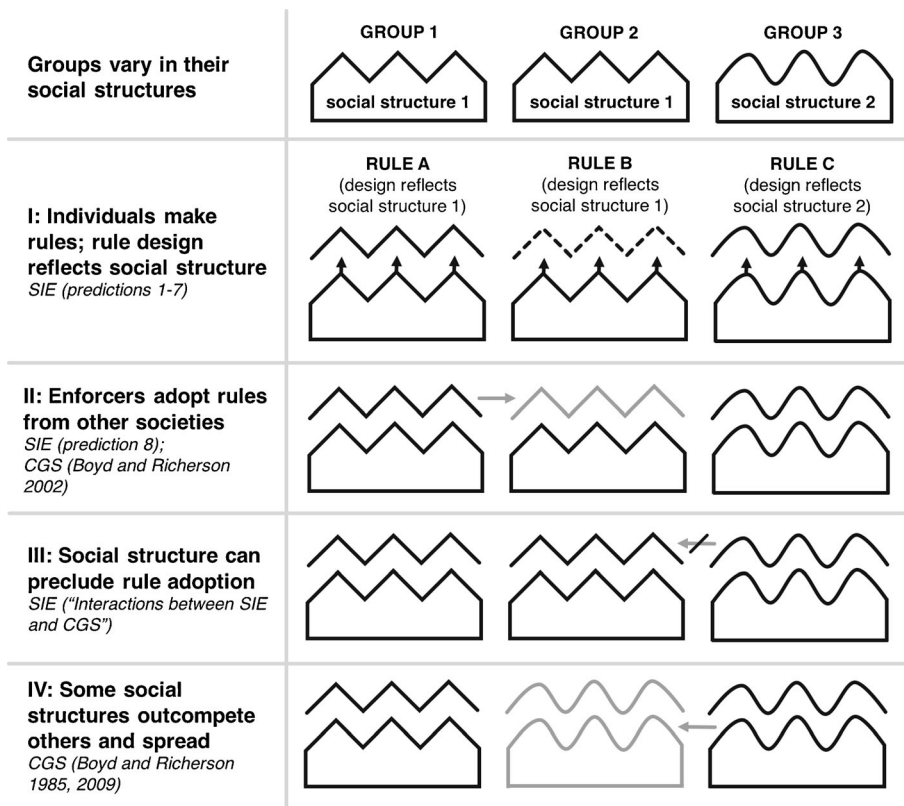 Groups vary in their
social structures
GROUP 1
GROUP 2
GROUP 3
social structure 1
social structure 1
social structure 2
I: Individuals make
rules; rule design
reflects social structure
SIE (predictions 1-7)
RULE A
(design reflects
social structure 1)
RULE B
(design reflects
social structure 1)
RULE C
(design reflects
social structure 2)
II: Enforcers adopt rules
from other societies
SIE (prediction 8);
CGS (Boyd and Richerson
2002)
III: Social structure can
preclude rule adoption
SIE (“Interactions between SIE
and CGS”)
IV: Some social
structures outcompete
others and spread
CGS (Boyd and Richerson
1985, 2009)